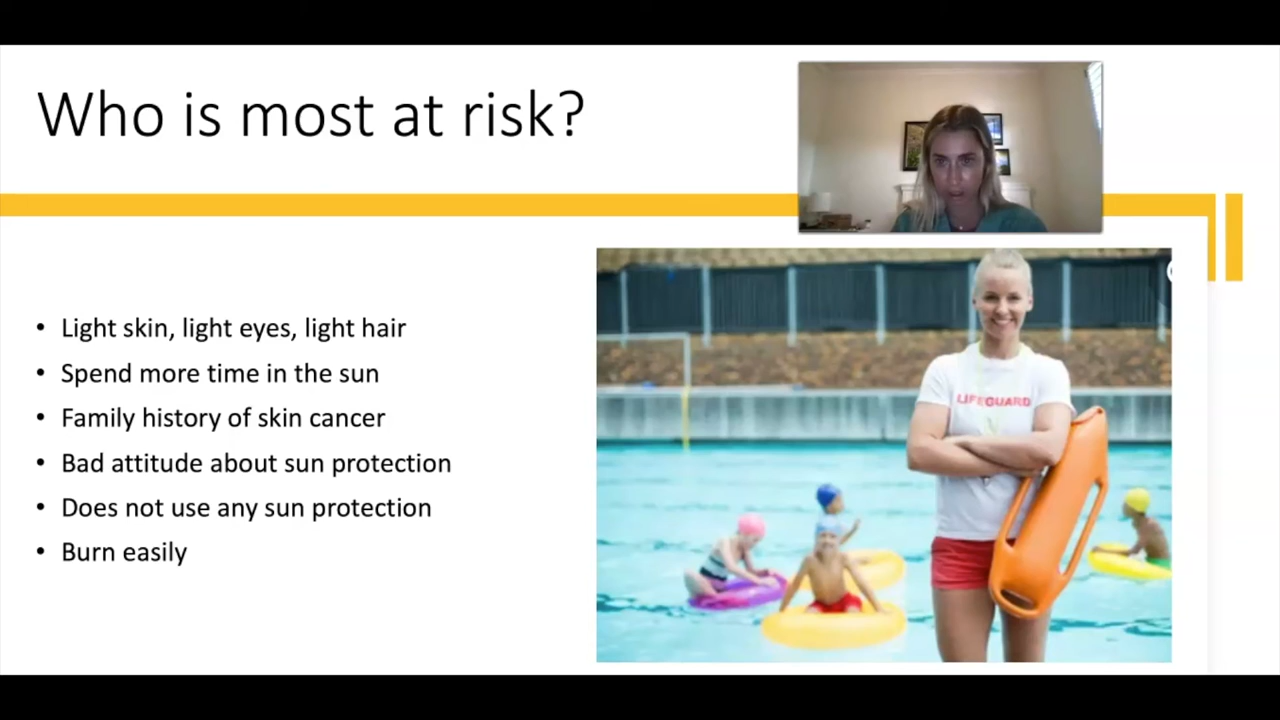 Who is most at risk?
• Light skin, light eyes, light hair
• Spend more time in the sun
• Family history of skin cancer
• Bad attitude about sun protection
• Does not use any sun protection
• Burn easily
LIFEGUARD